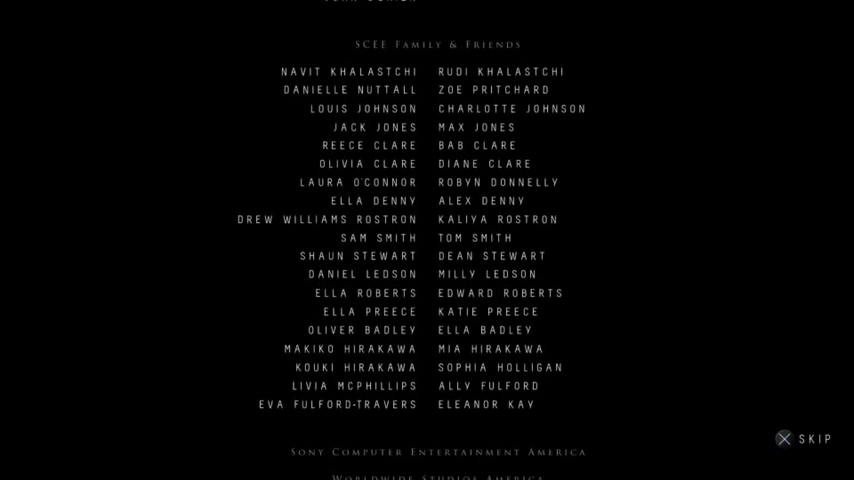 SCEE FAMILY & FRIENDS
NAVIT KHALASTCHI RUDI KHALASTCHI
DANIELLE NUTTALL ZOE PRITCHARD
LOUIS JOHNSON CHARLOTTE JOHNSON
JACK JONES MAX JONES
REECE CLARE BAB CLARE
OLIVIA CLARE DIANE CLARE
LAURA O'CONNOR ROBYN DONNELLY
ELLA DENNY ALEX DENNY
DREW WILLIAMS ROSTRON KALIYA ROSTRON
SAM SMITH TOM SMITH
SHAUN STEWART DEAN STEWART
DANIEL LEDSON MILLY LEDSON
ELLA ROBERTS EDWARD ROBERTS
ELLA PREECE KATIE PREECE
OLIVER BADLEY ELLA BADLEY
MAKIKO HIRAKAWA MIA HIRAKAWA
KOUKI HIRAKAWA SOPHIA HOLLIGAN
LIVIA MCPHILLIPS ALLY FULFORD
EVA FULFORD-TRAVERS ELEANOR KAY
SKIP
SONY COMPUTER ENTERTAINMENT AMERICA
WORLDWIDE STUDIOS AMERICA